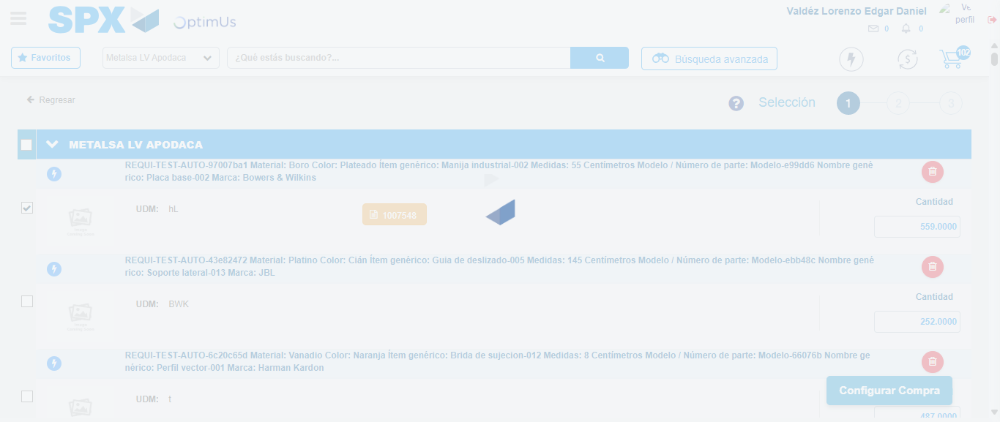 SPX
OptimUs
Valdéz Lorenzo Edgar Daniel
Ve
perfil
0
0
Favoritos
Metalsa LV Apodaca
¿Qué estás buscando?...
Búsqueda avanzada
$
102
Regresar
?
Selección
1
2
3
METALSA LV APODACA
REQUI-TEST-AUTO-97007ba1 Material: Boro Color: Plateado Ítem genérico: Manija industrial-002 Medidas: 55 Centímetros Modelo / Número de parte: Modelo-e99dd6 Nombre gené
rico: Placa base-002 Marca: Bowers & Wilkins
UDM: hL
1007548
Cantidad
559.0000
REQUI-TEST-AUTO-43e82472 Material: Platino Color: Cián Ítem genérico: Guia de deslizado-005 Medidas: 145 Centímetros Modelo / Número de parte: Modelo-ebb48c Nombre gené
rico: Soporte lateral-013 Marca: JBL
UDM: BWK
Cantidad
252.0000
REQUI-TEST-AUTO-6c20c65d Material: Vanadio Color: Naranja Ítem genérico: Brida de sujecion-012 Medidas: 8 Centímetros Modelo / Número de parte: Modelo-66076b Nombre ge
nérico: Perfil vector-001 Marca: Harman Kardon
UDM: t
Configurar Compra
487.0000